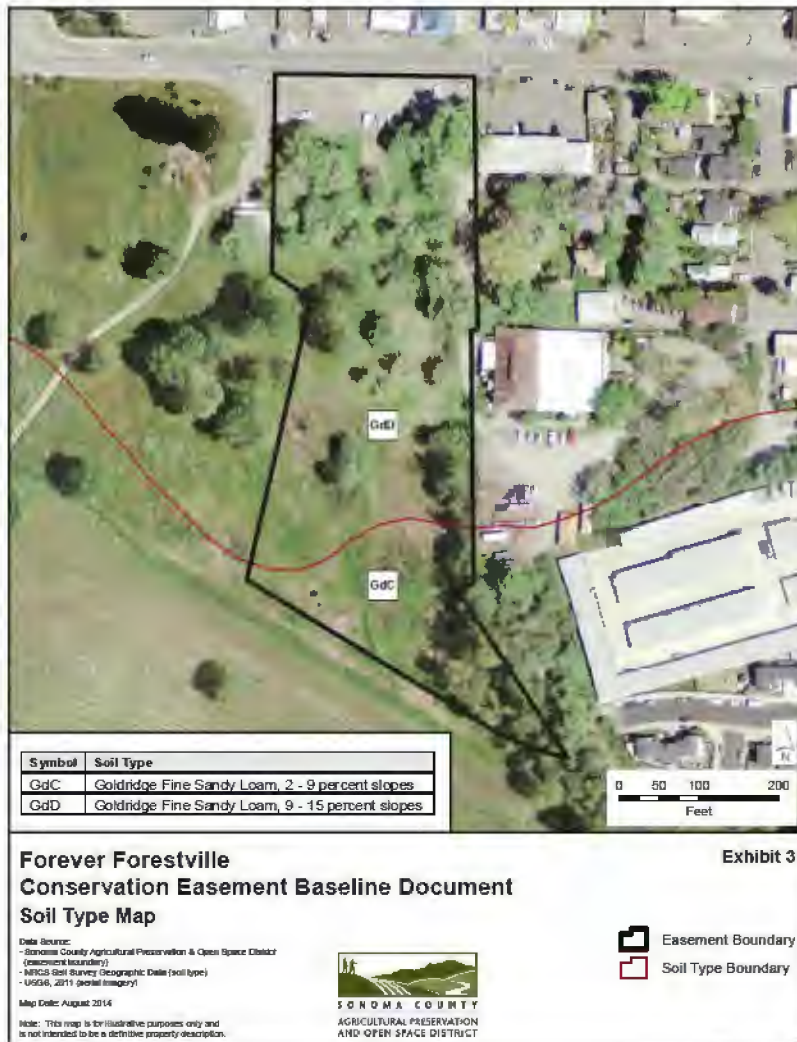 GdD
GdC
Symbol Soil Type
GdC Goldridge Fine Sandy Loam, 2 - 9 percent slopes
GdD Goldridge Fine Sandy Loam, 9 - 15 percent slopes
N
0 50 100 200
Feet
Forever Forestville
Conservation Easement Baseline Document
Soil Type Map
Exhibit 3
Data Source:
- Sonoma County Agricultural Preservation & Open Space District
(easement boundary)
- NRCS Soil Survey Geographic Data (soil type)
- USGS, 2011 (aerial imagery)
Map Date: August 2014
Note: This map is for illustrative purposes only and
is not intended to be a definitive property description.
SONOMA COUNTY
AGRICULTURAL PRESERVATION
AND OPEN SPACE DISTRICT
Easement Boundary
Soil Type Boundary